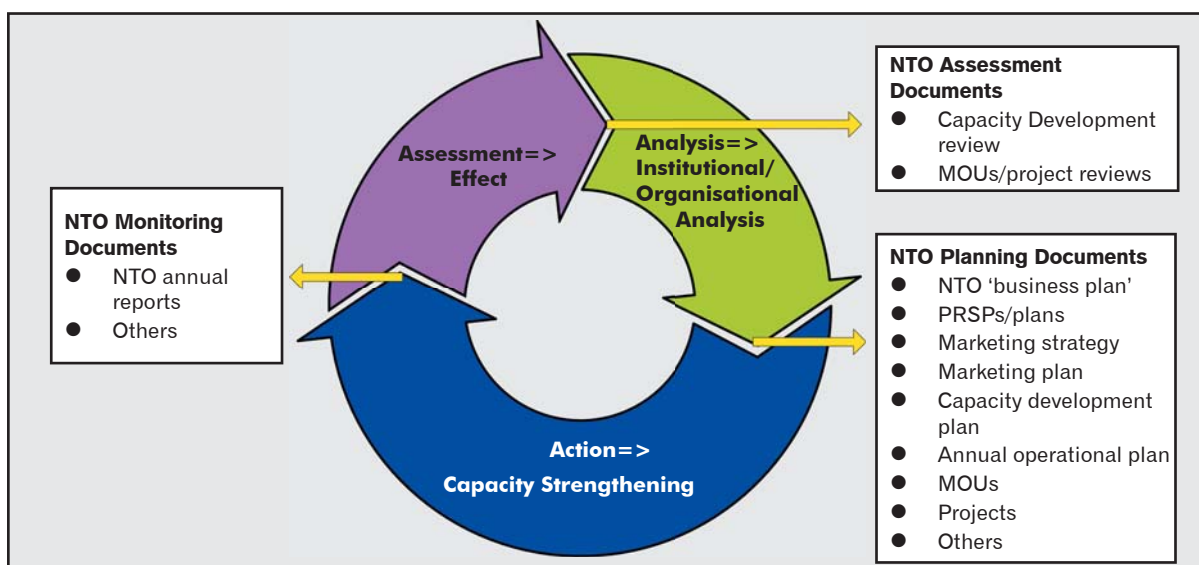 Assessment=>
Effect
Analysis=>
Institutional/
Organisational
Analysis
Action=>
Capacity Strengthening
NTO Monitoring
Documents
● NTO annual
reports
● Others
NTO Assessment
Documents
● Capacity Development
review
● MOUs/project reviews
NTO Planning Documents
● NTO ‘business plan’
● PRSPs/plans
● Marketing strategy
● Marketing plan
● Capacity development
plan
● Annual operational plan
● MOUs
● Projects
● Others